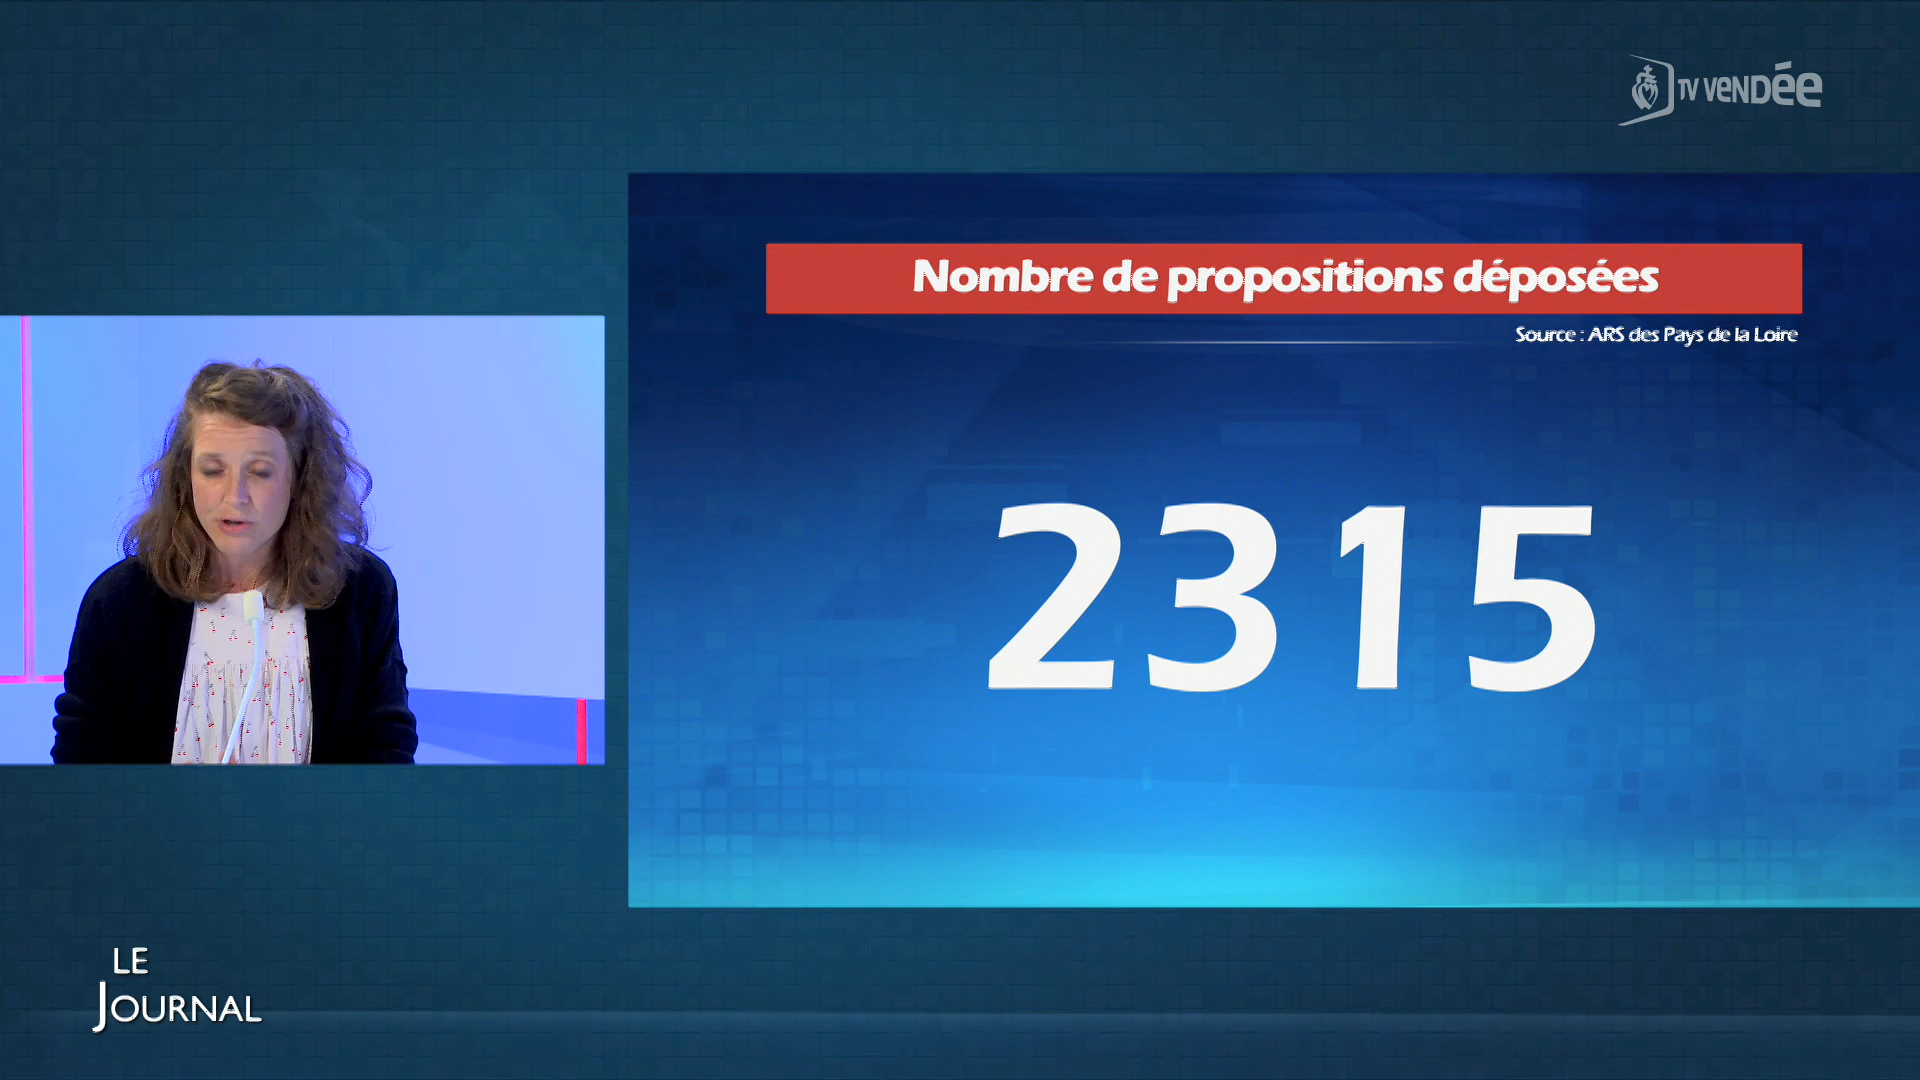 TV VENDÉE
Nombre de propositions déposées
Source : ARS des Pays de la Loire
2315
LE
JOURNAL